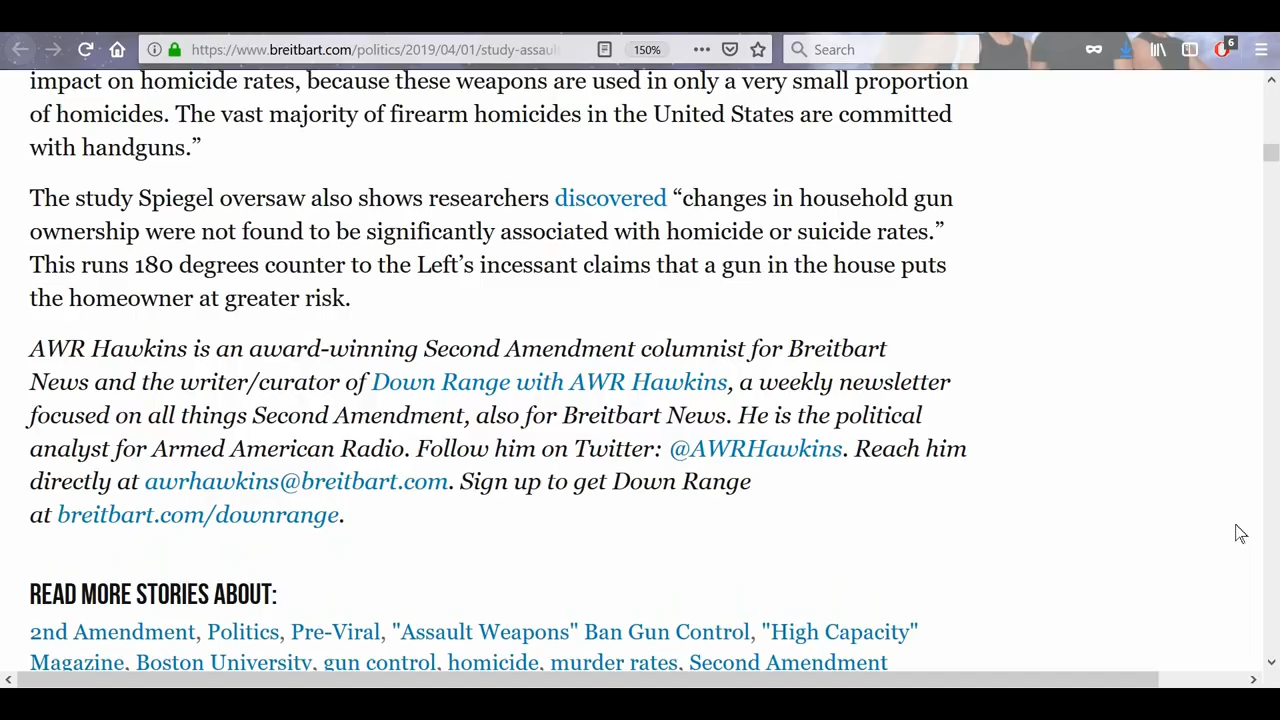 https://www.breitbart.com/politics/2019/04/01/study-assau
150%
Search
6
impact on homicide rates, because these weapons are used in only a very small proportion
of homicides. The vast majority of firearm homicides in the United States are committed
with handguns.”
The study Spiegel oversaw also shows researchers discovered “changes in household gun
ownership were not found to be significantly associated with homicide or suicide rates.”
This runs 180 degrees counter to the Left’s incessant claims that a gun in the house puts
the homeowner at greater risk.
AWR Hawkins is an award-winning Second Amendment columnist for Breitbart
News and the writer/curator of Down Range with AWR Hawkins, a weekly newsletter
focused on all things Second Amendment, also for Breitbart News. He is the political
analyst for Armed American Radio. Follow him on Twitter: @AWRHawkins. Reach him
directly at awrhawkins@breitbart.com. Sign up to get Down Range
at breitbart.com/downrange.
READ MORE STORIES ABOUT:
2nd Amendment, Politics, Pre-Viral, "Assault Weapons" Ban Gun Control, "High Capacity"
Magazine, Boston University, gun control, homicide, murder rates, Second Amendment